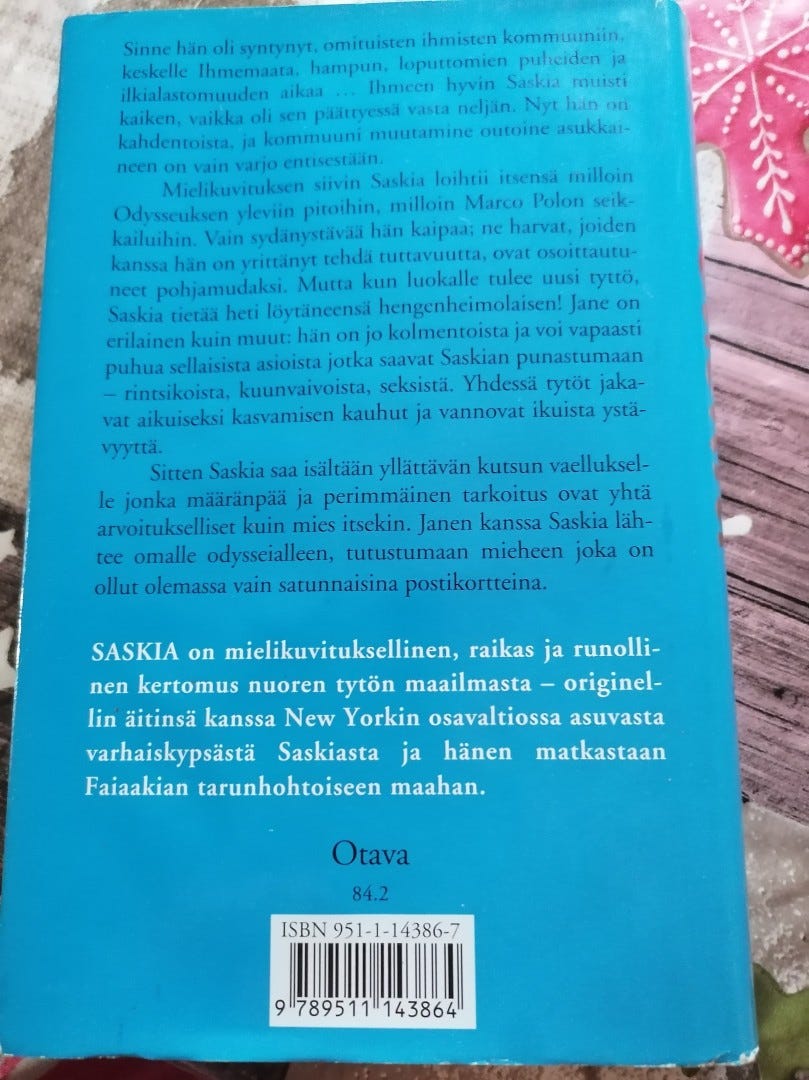 Sinne hän oli syntynyt, omituisten ihmisten kommuuniin,
keskelle Ihmemaata, hampun, loputtomien puheiden ja
ilkialastomuuden aikaa ... Ihmeen hyvin Saskia muisti
kaiken, vaikka oli sen päättyessä vasta neljän. Nyt hän on
kahdentoista, ja kommuuni muutamine outoine asukkai-
neen on vain varjo entisestään.
Mielikuvituksen siivin Saskia loihtii itsensä milloin
Odysseuksen yleviin pitoihin, milloin Marco Polon seik-
kailuihin. Vain sydänystävää hän kaipaa; ne harvat, joiden
kanssa hän on yrittänyt tehdä tuttavuutta, ovat osoittautu-
neet pohjamudaksi. Mutta kun luokalle tulee uusi tyttö,
Saskia tietää heti löytäneensä hengenheimolaisen! Jane on
erilainen kuin muut: hän on jo kolmentoista ja voi vapaasti
puhua sellaisista asioista jotka saavat Saskian punastumaan
– rintsikoista, kuunvaivoista, seksistä. Yhdessä tytöt jaka-
vat aikuiseksi kasvamisen kauhut ja vannovat ikuista ystä-
vyyttä.
Sitten Saskia saa isältään yllättävän kutsun vaelluksel-
le jonka määränpää ja perimmäinen tarkoitus ovat yhtä
arvoitukselliset kuin mies itsekin. Janen kanssa Saskia läh-
tee omalle odysseialleen, tutustumaan mieheen joka on
ollut olemassa vain satunnaisina postikortteina.
SASKIA on mielikuvituksellinen, raikas ja runolli-
nen kertomus nuoren tytön maailmasta – originel-
lin äitinsä kanssa New Yorkin osavaltiossa asuvasta
varhaiskypsästä Saskiasta ja hänen matkastaan
Faiaakian tarunhohtoiseen maahan.
Otava
84.2
ISBN 951-1-14386-7
9 789511 143864